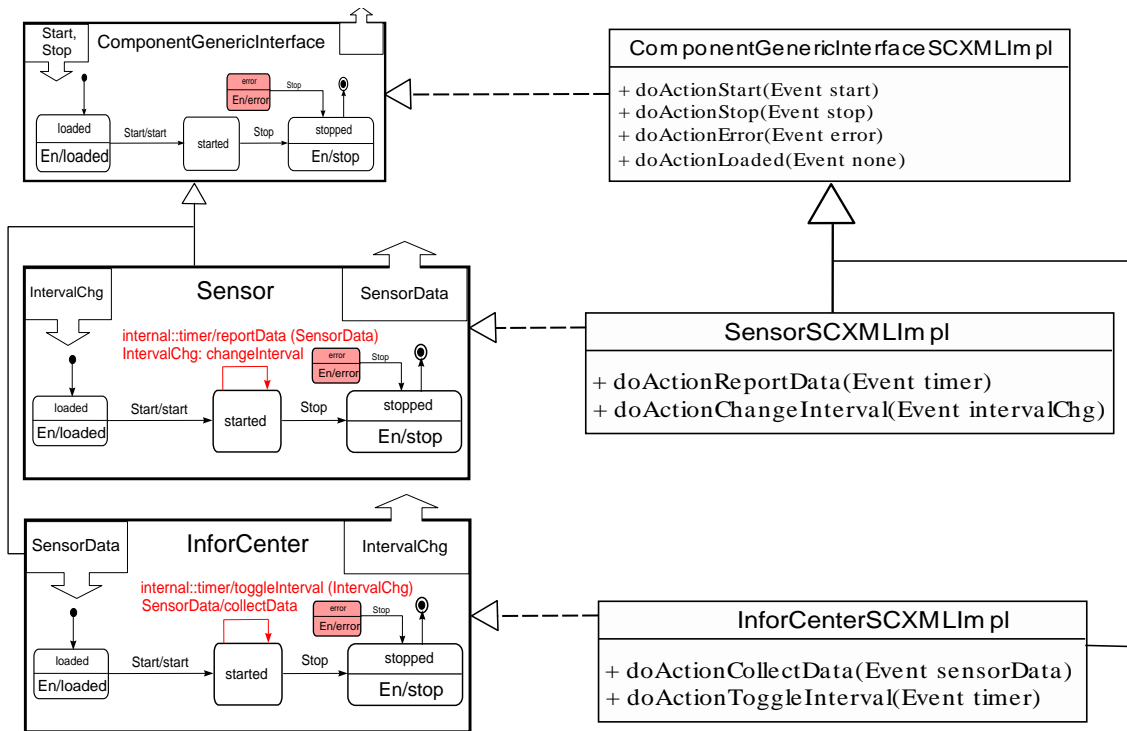 Start,
Stop
ComponentGenericInterface
error
En/error
Stop
loaded
En/loaded
Start/start
started
Stop
stopped
En/stop
ComponentGenericInterfaceSCXMLImpl
+ doActionStart(Event start)
+ doActionStop(Event stop)
+ doActionError(Event error)
+ doActionLoaded(Event none)
IntervalChg
Sensor
SensorData
internal::timer/reportData (SensorData)
IntervalChg: changeInterval
error
En/error
Stop
loaded
En/loaded
Start/start
started
Stop
stopped
En/stop
SensorSCXMLImpl
+ doActionReportData(Event timer)
+ doActionChangeInterval(Event intervalChg)
SensorData
InforCenter
IntervalChg
internal::timer/toggleInterval (IntervalChg)
SensorData/collectData
error
En/error
Stop
loaded
En/loaded
Start/start
started
Stop
stopped
En/stop
InforCenterSCXMLImpl
+ doActionCollectData(Event sensorData)
+ doActionToggleInterval(Event timer)